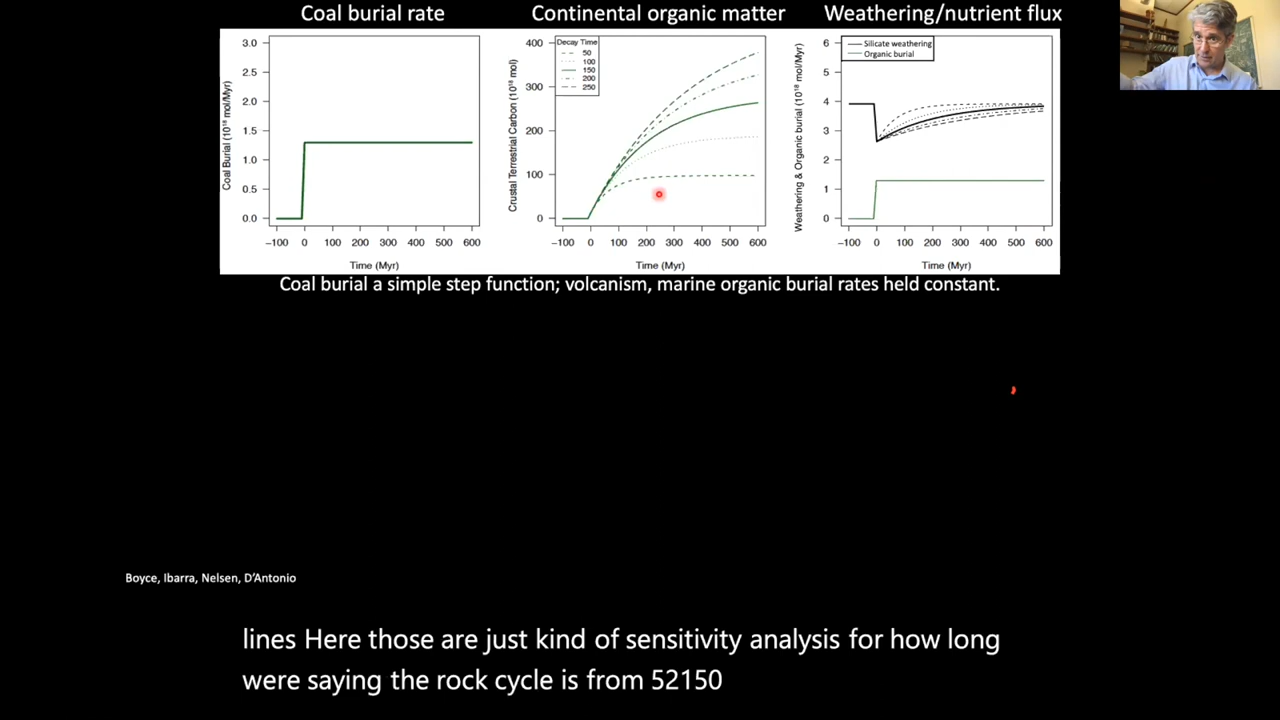 Coal burial rate
Continental organic matter
Weathering/nutrient flux
Coal Burial (10¹⁸ mol/Myr)
3.0
2.5
2.0
1.5
1.0
0.5
0.0
−100 0 100 200 300 400 500 600
Time (Myr)
Crustal Terrestrial Carbon (10¹⁸ mol)
400
300
200
100
0
Decay Time
50
100
150
200
250
−100 0 100 200 300 400 500 600
Time (Myr)
Weathering & Organic burial (10¹⁸ mol/Myr)
6
5
4
3
2
1
0
Silicate weathering
Organic burial
−100 0 100 200 300 400 500 600
Time (Myr)
Coal burial a simple step function; volcanism, marine organic burial rates held constant.
Boyce, Ibarra, Nelsen, D’Antonio
lines Here those are just kind of sensitivity analysis for how long
were saying the rock cycle is from 52150